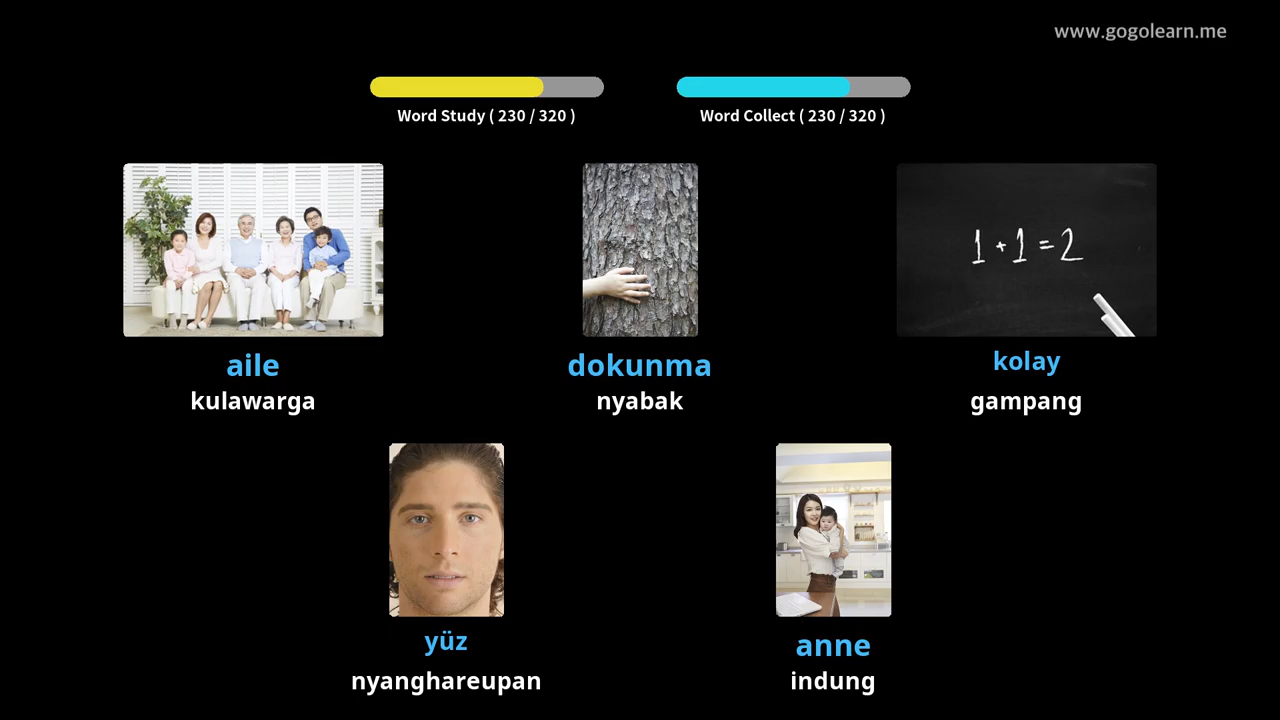 www.gogolearn.me
Word Study ( 230 / 320 )
Word Collect ( 230 / 320 )
1 + 1 = 2
aile
kulawarga
dokunma
nyabak
kolay
gampang
yüz
nyanghareupan
anne
indung